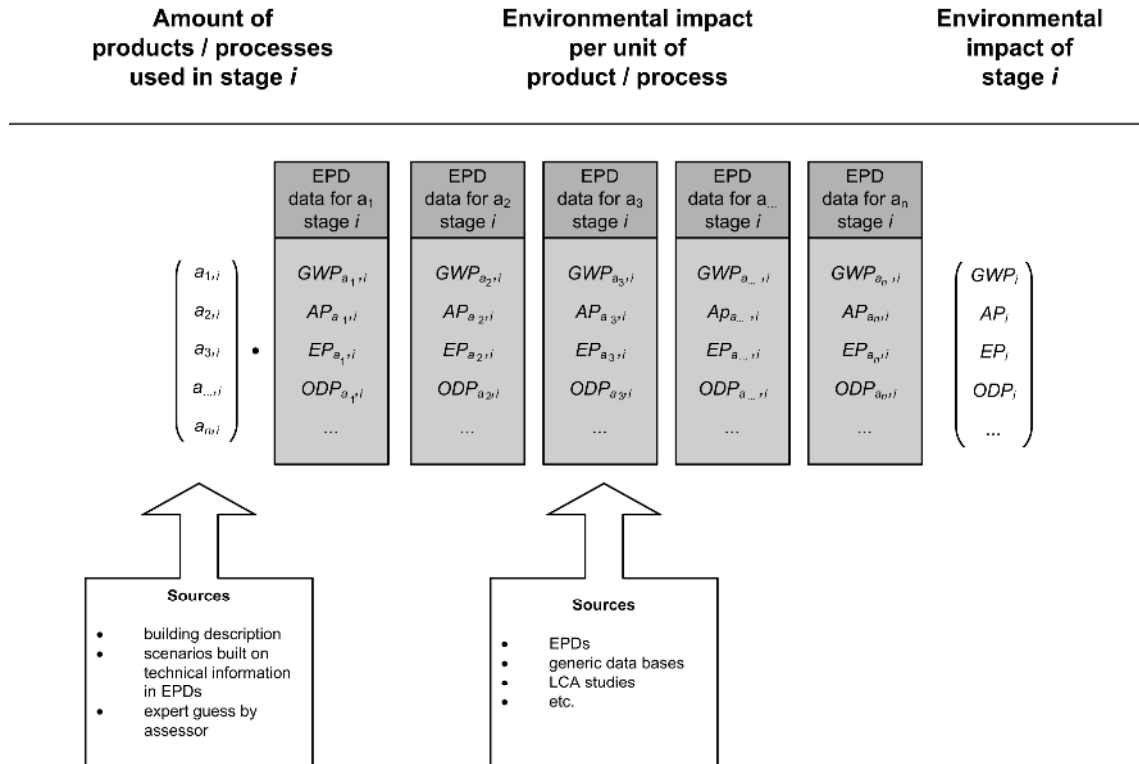 Amount of
products / processes
used in stage i
Environmental impact
per unit of
product / process
Environmental
impact of
stage i
EPD
data for a1
stage i
EPD
data for a2
stage i
EPD
data for a3
stage i
EPD
data for a...
stage i
EPD
data for an
stage i
a1,i
a2,i
a3,i
a...,i
an,i
•
GWPa1,i
APa1,i
EPa1,i
ODPa1,i
...
GWPa2,i
APa2,i
EPa2,i
ODPa2,i
...
GWPa3,i
APa3,i
EPa3,i
ODPa3,i
...
GWPa...,i
Apa...,i
EPa...,i
ODPa...,i
...
GWPan,i
APan,i
EPan,i
ODPan,i
...
GWPi
APi
EPi
ODPi
...
Sources
• building description
• scenarios built on
technical information
in EPDs
• expert guess by
assessor
Sources
• EPDs
• generic data bases
• LCA studies
• etc.